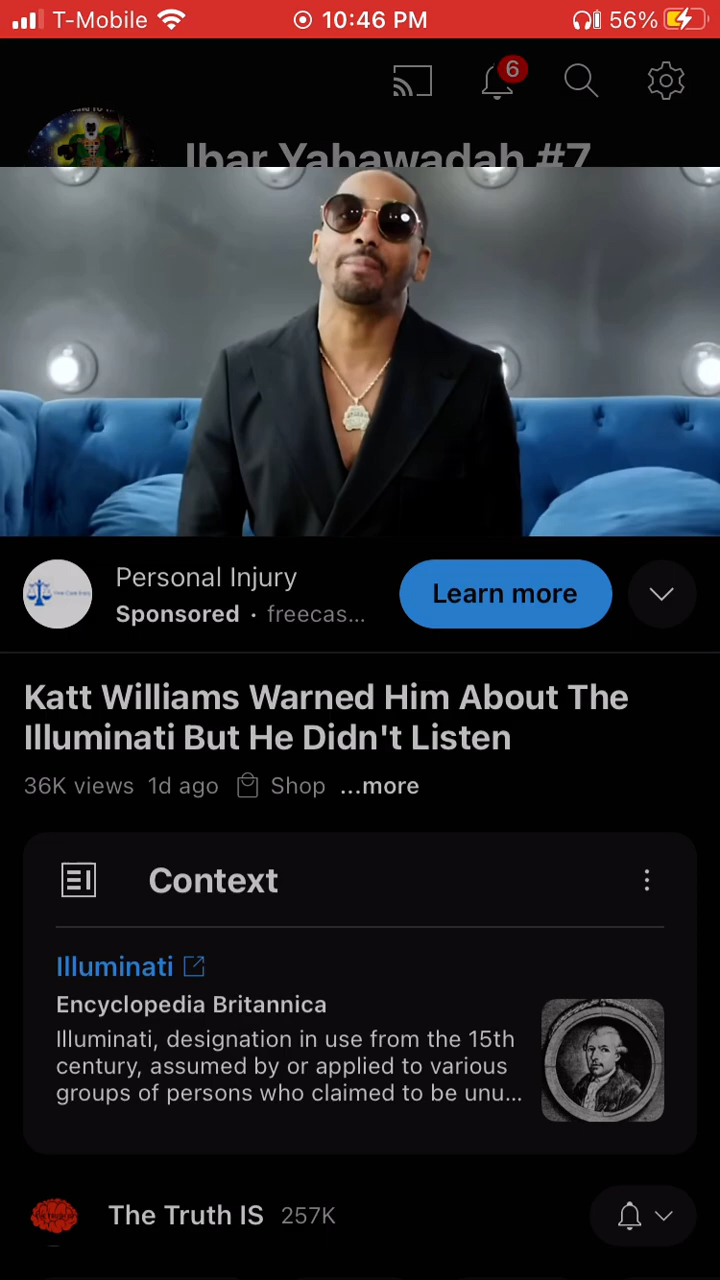 T-Mobile
10:46 PM
56%
6
Ibar Yahawadah #7
Personal Injury
Learn more
Sponsored · freecas...
Katt Williams Warned Him About The
Illuminati But He Didn't Listen
36K views 1d ago Shop ...more
Context
Illuminati
Encyclopedia Britannica
Illuminati, designation in use from the 15th
century, assumed by or applied to various
groups of persons who claimed to be unu...
The Truth IS 257K